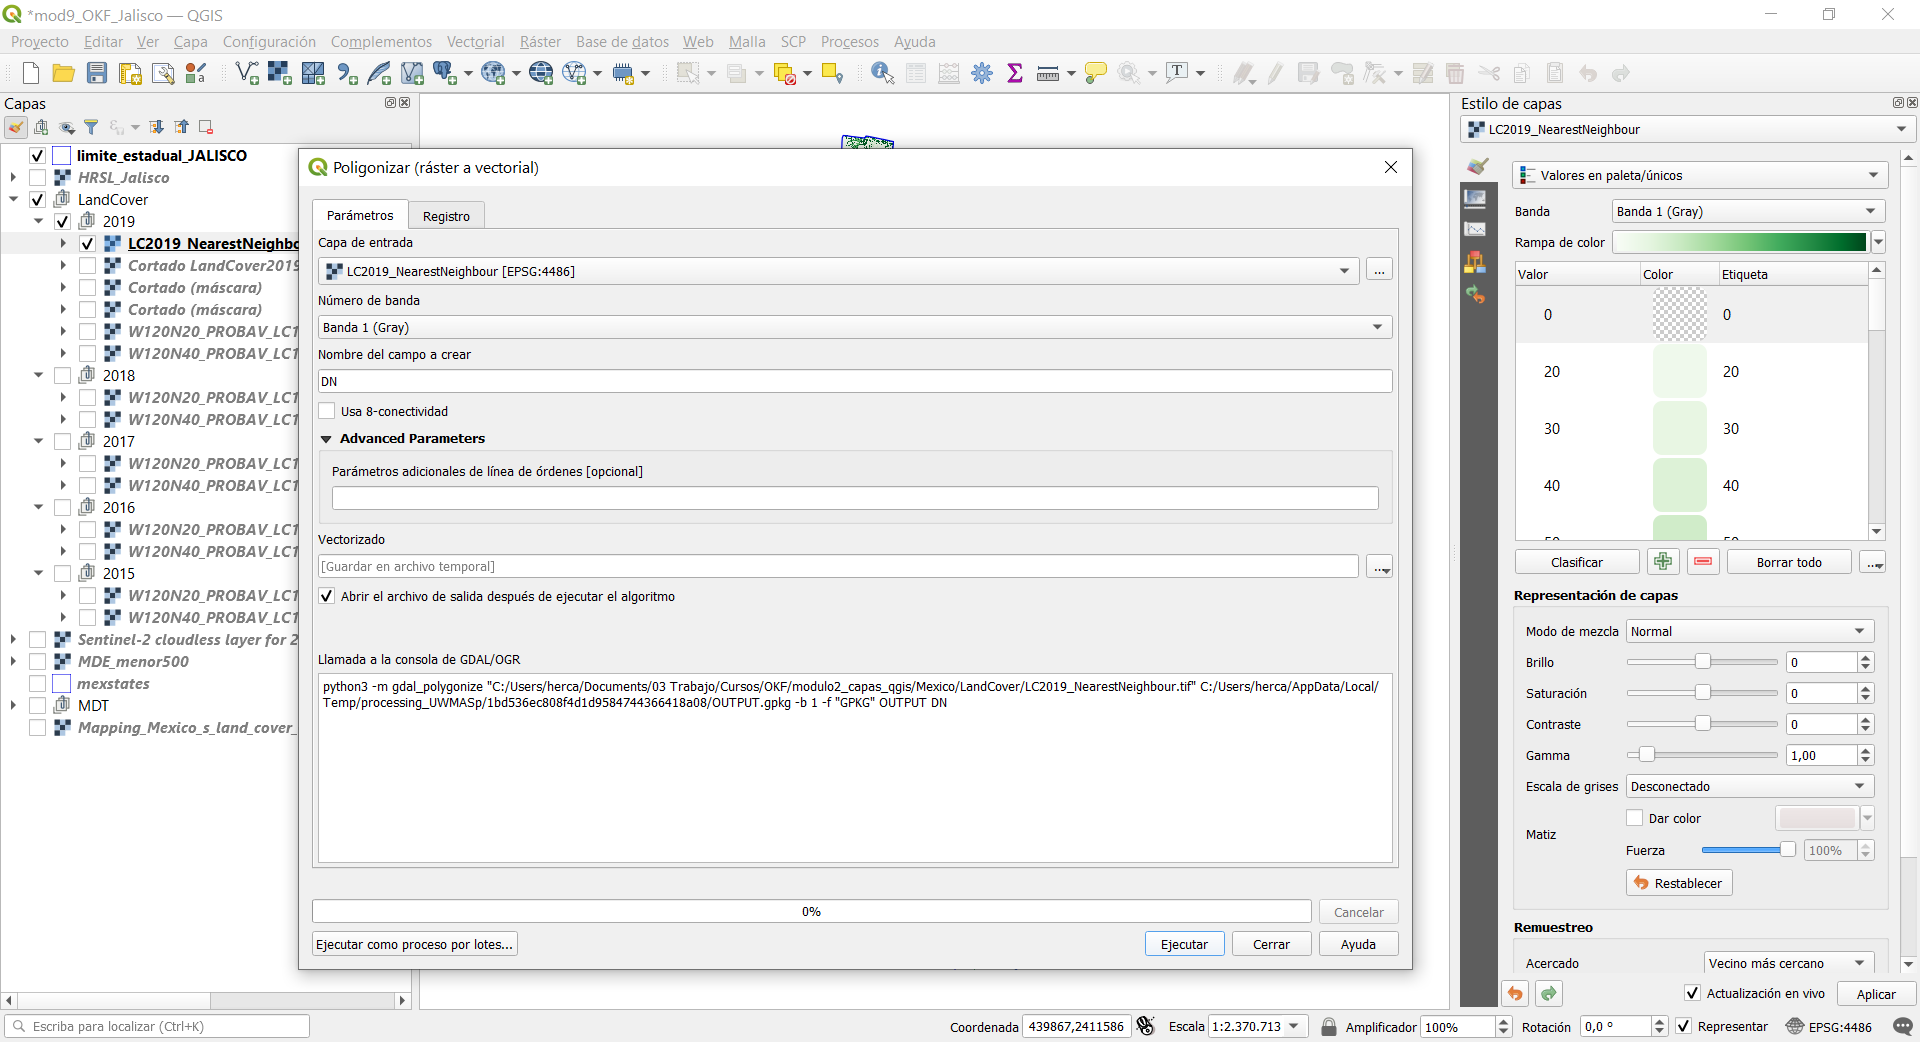 *mod9_OKF_Jalisco — QGIS
Proyecto Editar Ver Capa Configuración Complementos Vectorial Ráster Base de datos Web Malla SCP Procesos Ayuda
Capas
limite_estadual_JALISCO
HRSL_Jalisco
LandCover
2019
LC2019_NearestNeighbo
Cortado LandCover2019
Cortado (máscara)
Cortado (máscara)
W120N20_PROBAV_LC1
W120N40_PROBAV_LC1
2018
W120N20_PROBAV_LC1
W120N40_PROBAV_LC1
2017
W120N20_PROBAV_LC1
W120N40_PROBAV_LC1
2016
W120N20_PROBAV_LC1
W120N40_PROBAV_LC1
2015
W120N20_PROBAV_LC1
W120N40_PROBAV_LC1
Sentinel-2 cloudless layer for 2
MDE_menor500
mexstates
MDT
Mapping_Mexico_s_land_cover_
Poligonizar (ráster a vectorial)
Parámetros Registro
Capa de entrada
LC2019_NearestNeighbour [EPSG:4486]
...
Número de banda
Banda 1 (Gray)
Nombre del campo a crear
DN
Usa 8-conectividad
Advanced Parameters
Parámetros adicionales de línea de órdenes [opcional]
Vectorizado
[Guardar en archivo temporal]
...
Abrir el archivo de salida después de ejecutar el algoritmo
Llamada a la consola de GDAL/OGR
python3 -m gdal_polygonize "C:/Users/herca/Documents/03 Trabajo/Cursos/OKF/modulo2_capas_qgis/Mexico/LandCover/LC2019_NearestNeighbour.tif" C:/Users/herca/AppData/Local/
Temp/processing_UWMASp/1bd536ec808f4d1d9584744366418a08/OUTPUT.gpkg -b 1 -f "GPKG" OUTPUT DN
0%
Cancelar
Ejecutar como proceso por lotes...
Ejecutar Cerrar Ayuda
Estilo de capas
LC2019_NearestNeighbour
Valores en paleta/únicos
Banda Banda 1 (Gray)
Rampa de color
Valor Color Etiqueta
0 0
20 20
30 30
40 40
50 50
Clasificar Borrar todo ...
Representación de capas
Modo de mezcla Normal
Brillo 0
Saturación 0
Contraste 0
Gamma 1,00
Escala de grises Desconectado
Dar color
Matiz
Fuerza 100%
Restablecer
Remuestreo
Acercado Vecino más cercano
Actualización en vivo Aplicar
Escriba para localizar (Ctrl+K)
Coordenada 439867,2411586 Escala 1:2.370.713 Amplificador 100% Rotación 0,0 ° Representar EPSG:4486